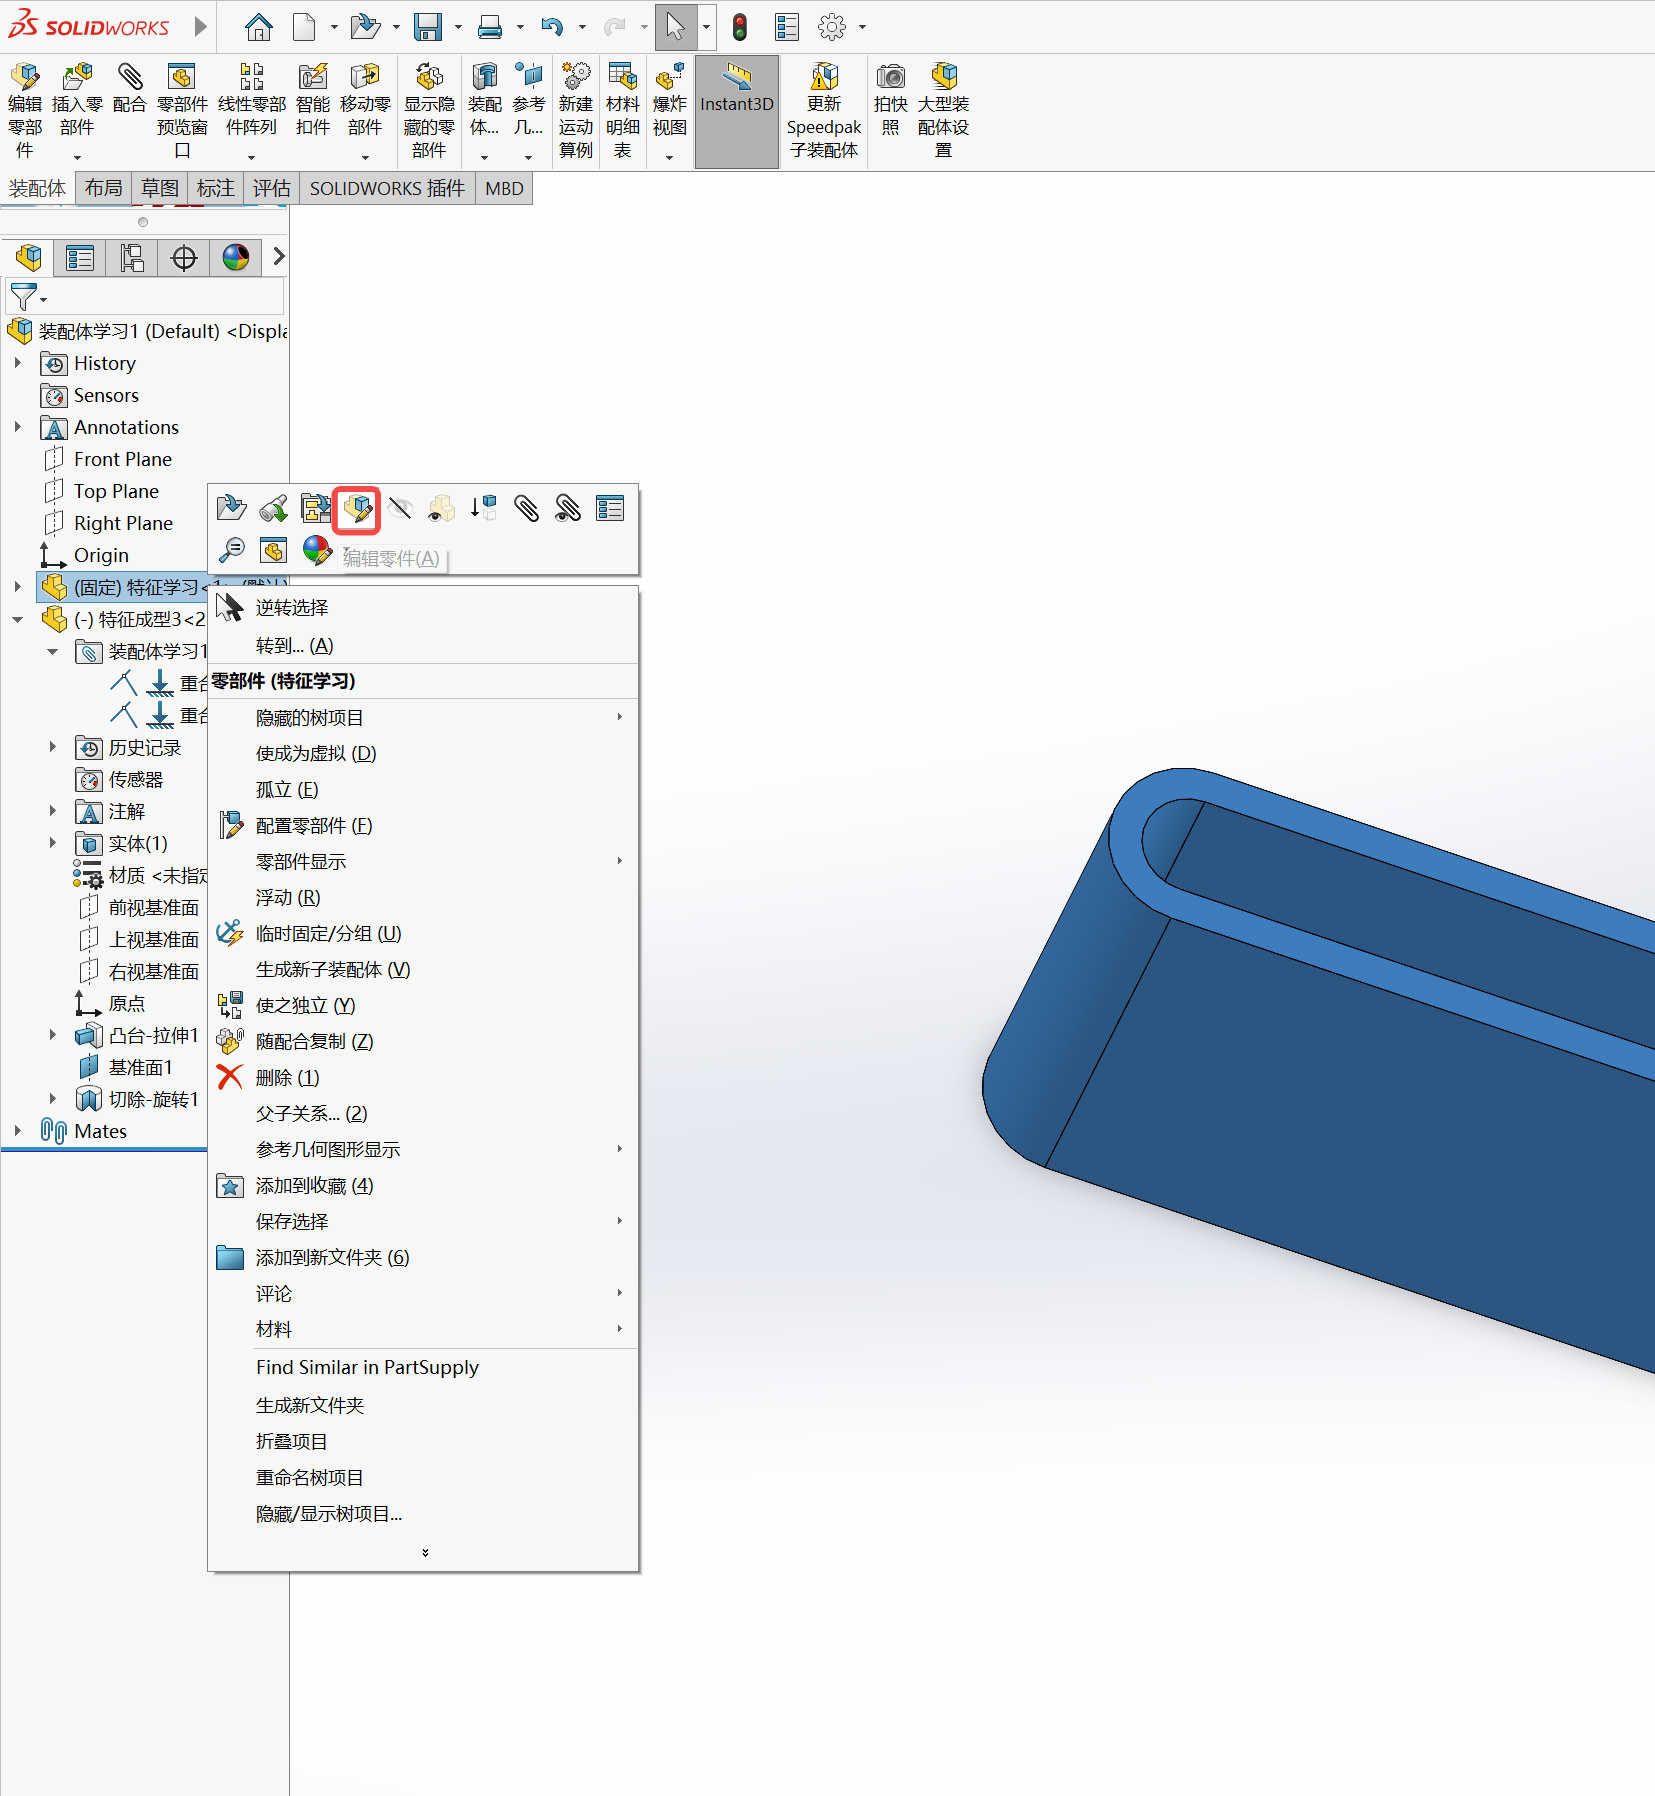 SOLIDWORKS
编辑零部件
插入零部件
配合
零部件预览窗口
线性零部件阵列
智能扣件
移动零部件
显示隐藏的零部件
装配体...
参考几...
新建运动算例
材料明细表
爆炸视图
Instant3D
更新 Speedpak 子装配体
拍快照
大型装配体设置
装配体 布局 草图 标注 评估 SOLIDWORKS 插件 MBD
装配体学习1 (Default) <Displa
History
Sensors
Annotations
Front Plane
Top Plane
Right Plane
Origin
(固定) 特征学习<1> (默认)
(-) 特征成型3<2
装配体学习1
重合
重合
历史记录
传感器
注解
实体(1)
材质 <未指定
前视基准面
上视基准面
右视基准面
原点
凸台-拉伸1
基准面1
切除-旋转1
Mates
编辑零件(A)
逆转选择
转到... (A)
零部件 (特征学习)
隐藏的树项目
使成为虚拟 (D)
孤立 (E)
配置零部件 (F)
零部件显示
浮动 (R)
临时固定/分组 (U)
生成新子装配体 (V)
使之独立 (Y)
随配合复制 (Z)
删除 (1)
父子关系... (2)
参考几何图形显示
添加到收藏 (4)
保存选择
添加到新文件夹 (6)
评论
材料
Find Similar in PartSupply
生成新文件夹
折叠项目
重命名树项目
隐藏/显示树项目...